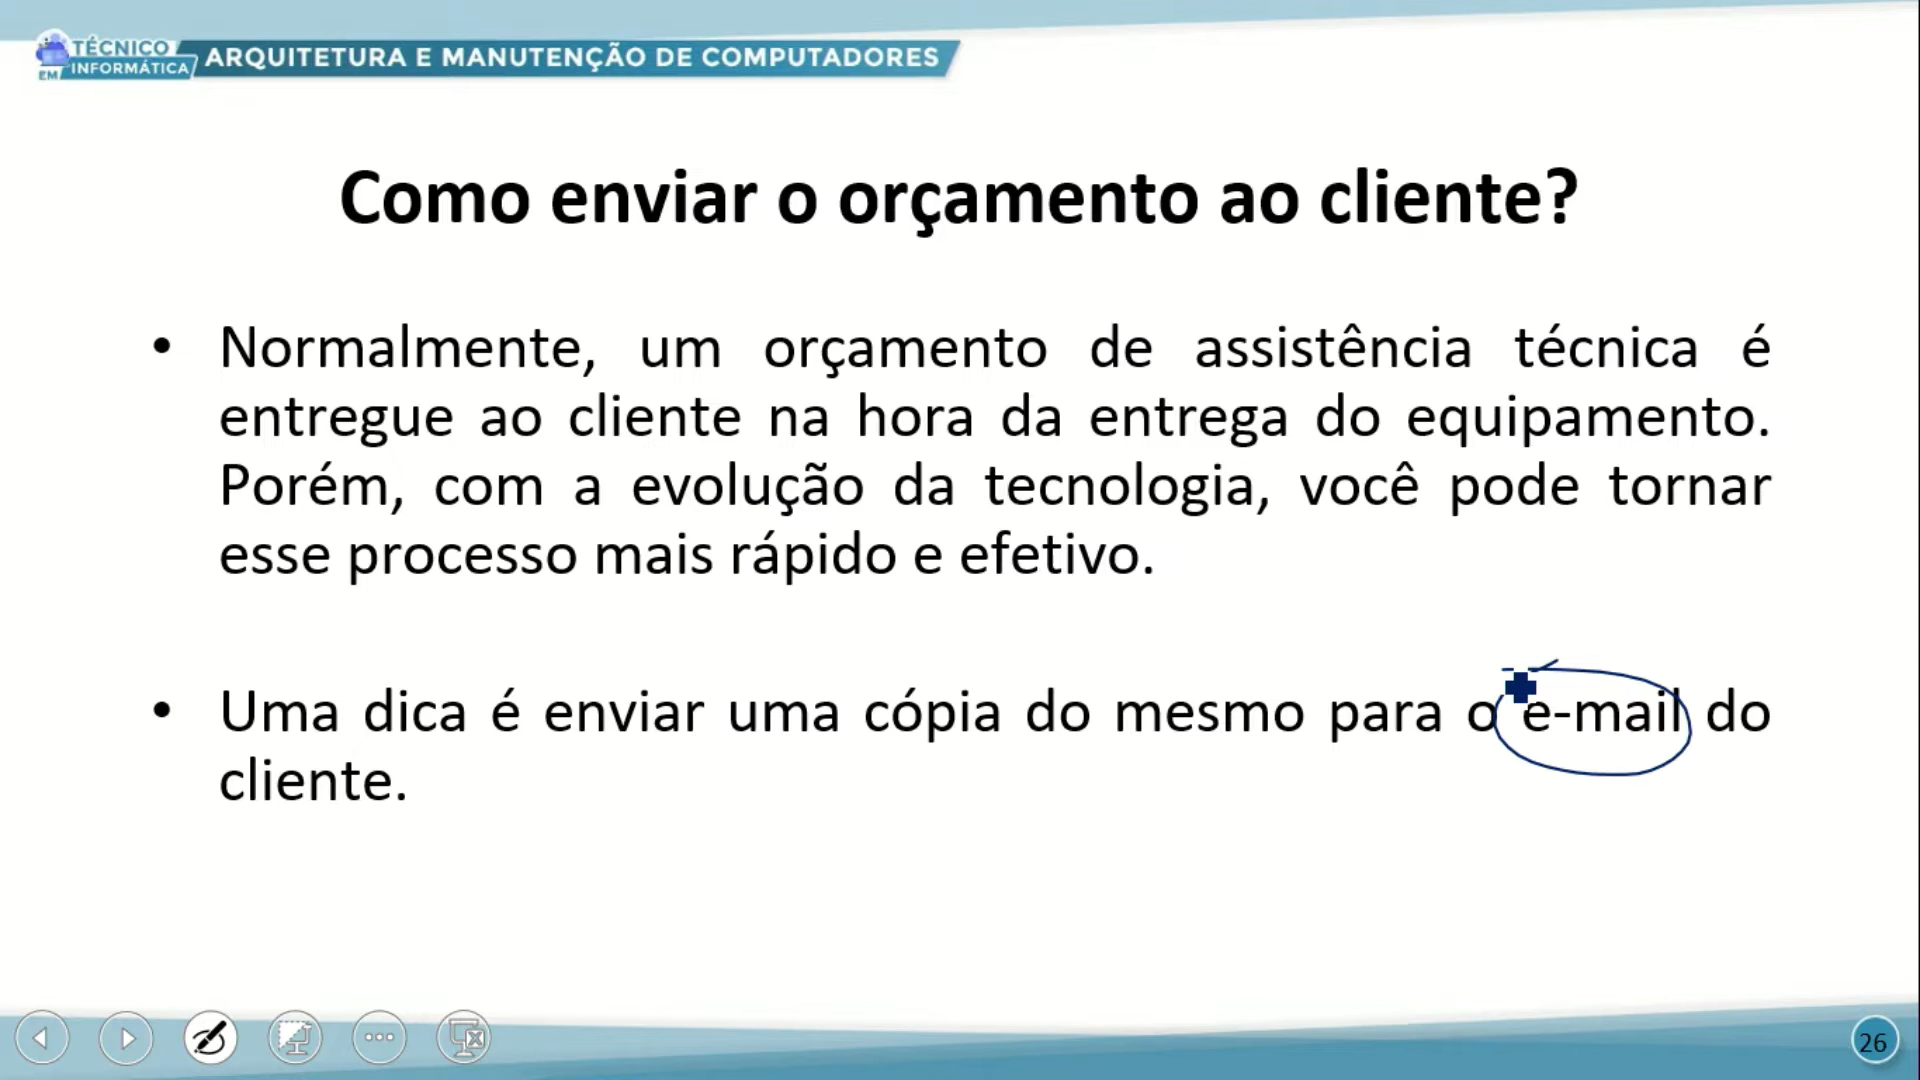 TÉCNICO
EM INFORMÁTICA
ARQUITETURA E MANUTENÇÃO DE COMPUTADORES
Como enviar o orçamento ao cliente?
• Normalmente, um orçamento de assistência técnica é
entregue ao cliente na hora da entrega do equipamento.
Porém, com a evolução da tecnologia, você pode tornar
esse processo mais rápido e efetivo.
• Uma dica é enviar uma cópia do mesmo para o e-mail do
cliente.
26